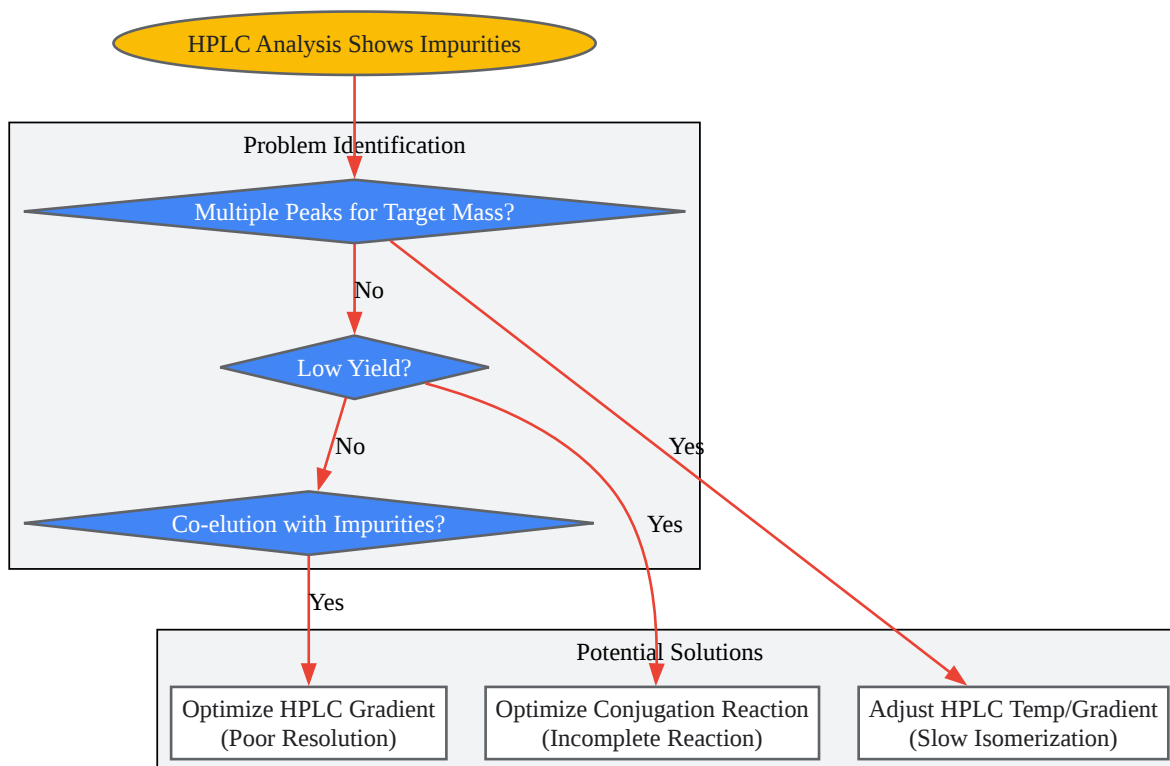 HPLC Analysis Shows Impurities
Problem Identification
Multiple Peaks for Target Mass?
No
Low Yield?
No
Yes
Co-elution with Impurities?
Yes
Yes
Potential Solutions
Optimize HPLC Gradient
(Poor Resolution)
Optimize Conjugation Reaction
(Incomplete Reaction)
Adjust HPLC Temp/Gradient
(Slow Isomerization)